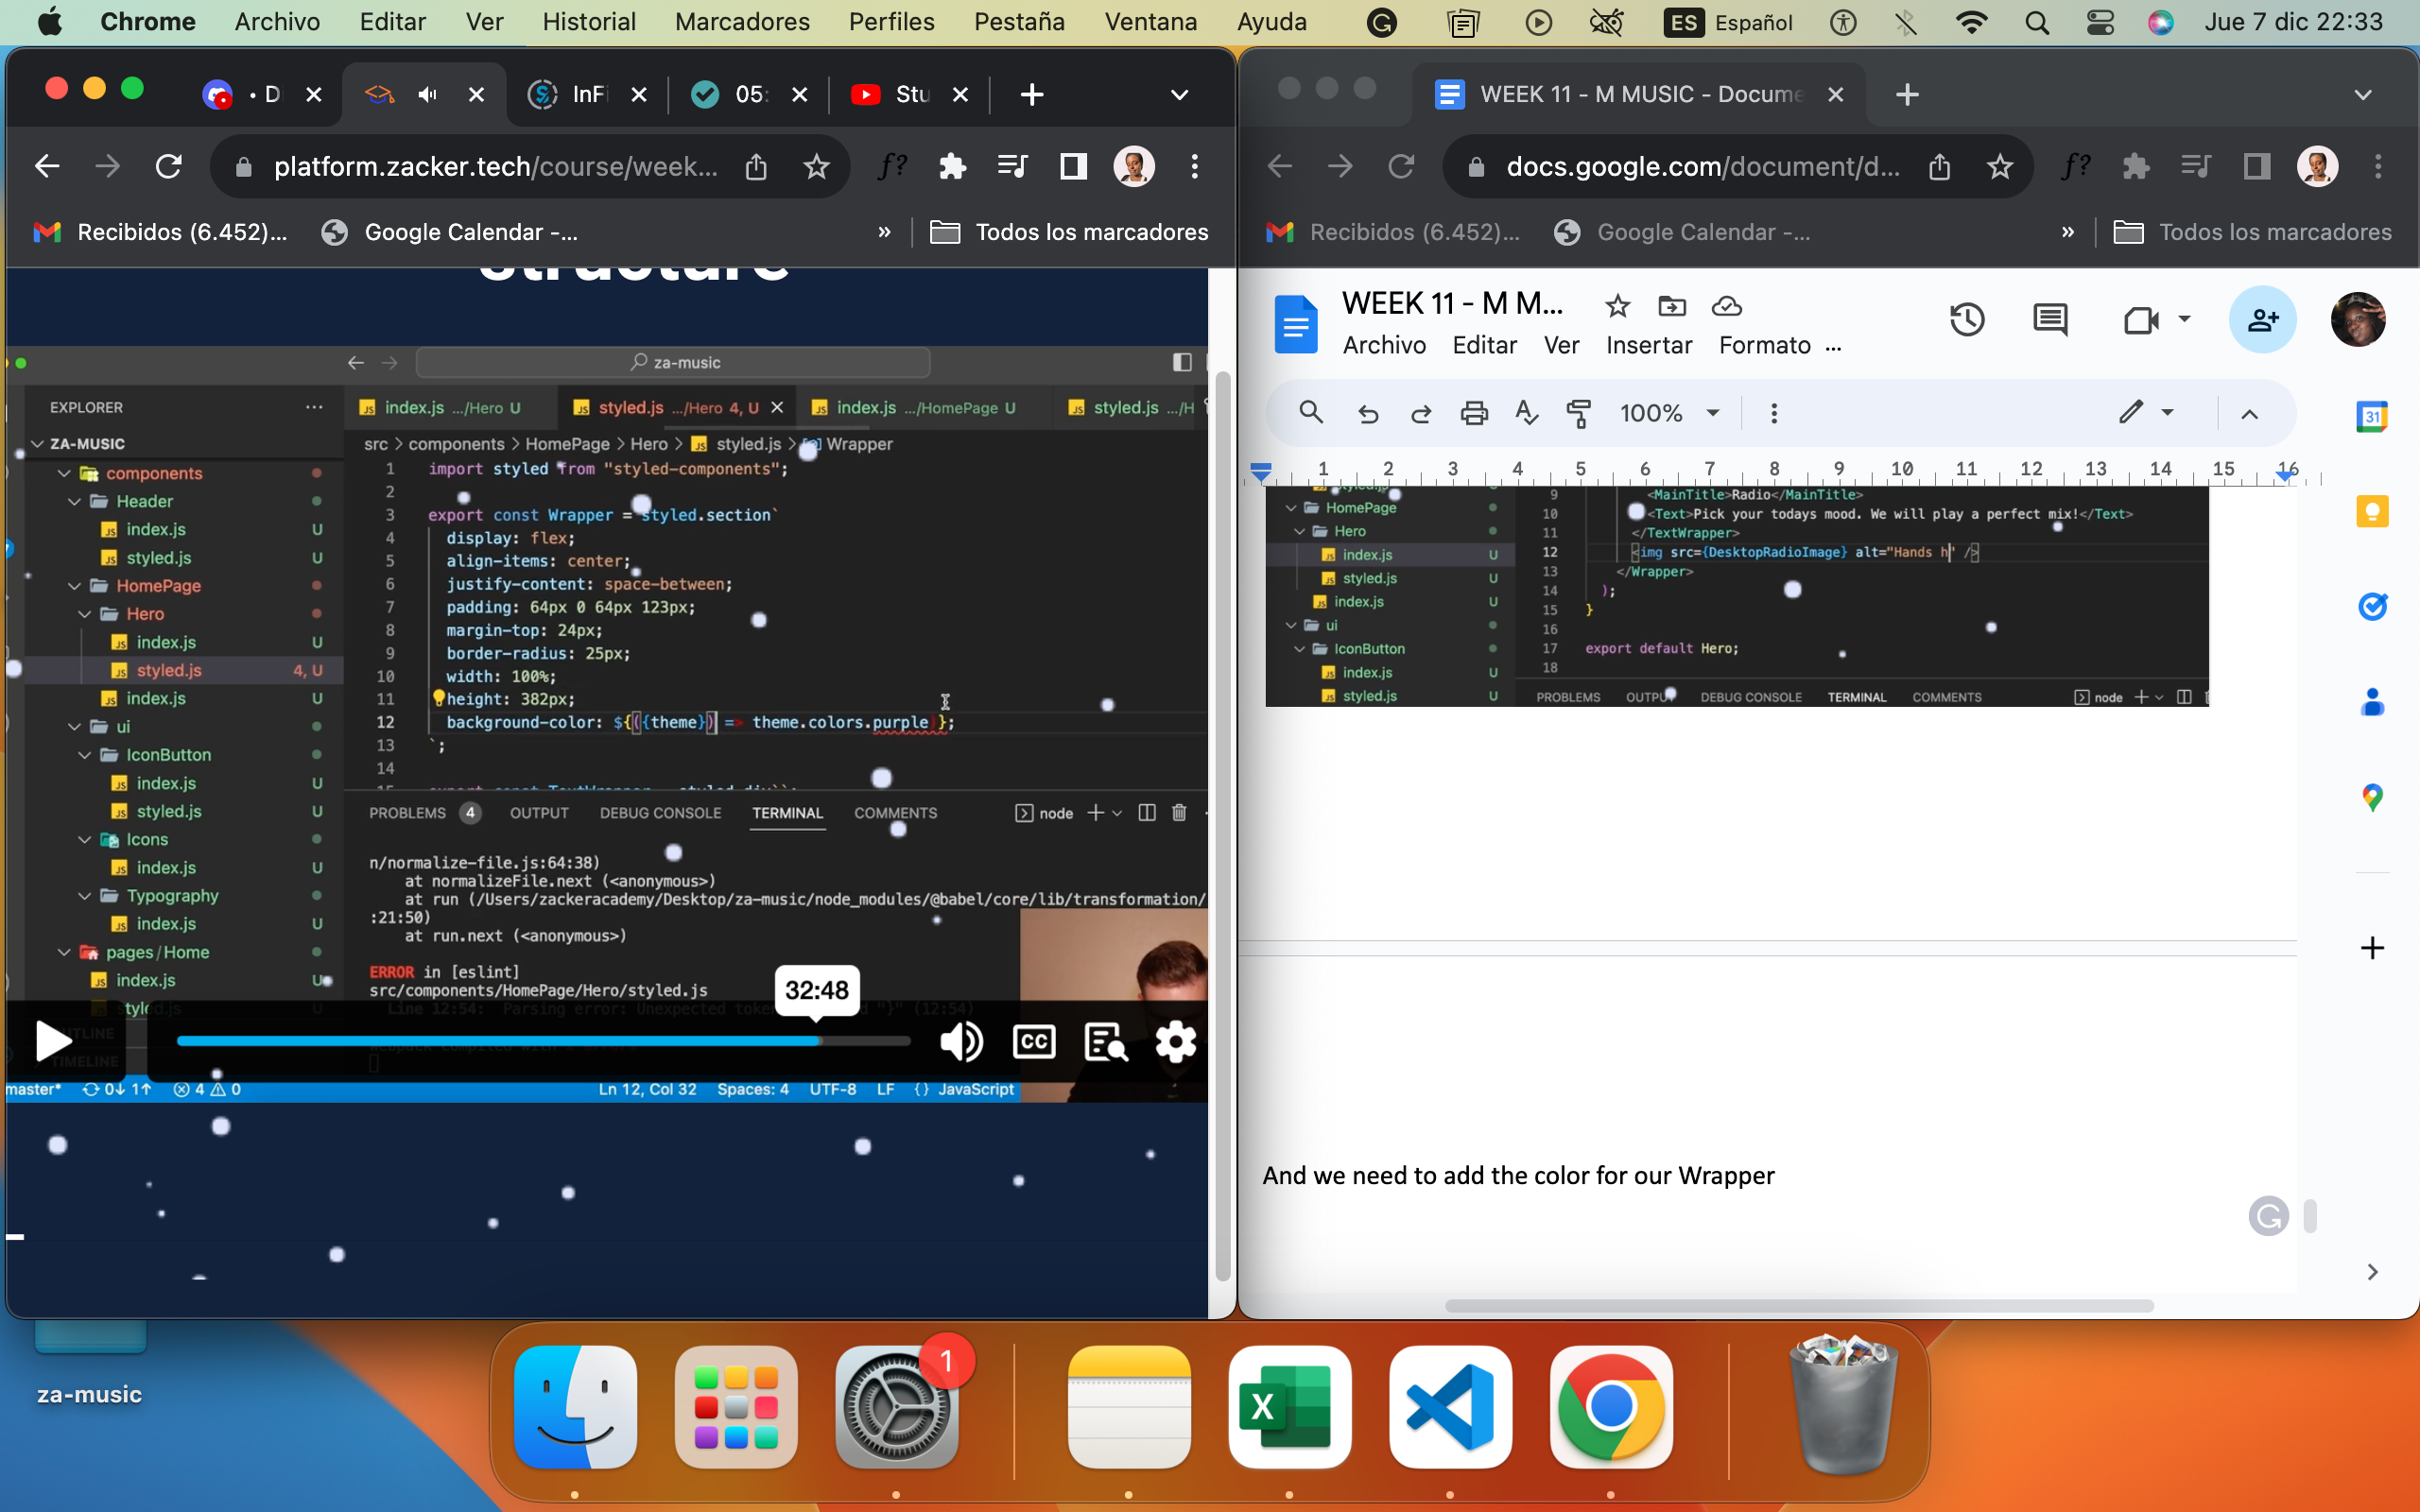 Chrome Archivo Editar Ver Historial Marcadores Perfiles Pestaña Ventana Ayuda ES Español Jue 7 dic 22:33
• D InFi 05: Stu
platform.zacker.tech/course/week...
Recibidos (6.452)... Google Calendar -... » Todos los marcadores
structure
za-music
EXPLORER
ZA-MUSIC
components
Header
index.js U
styled.js U
HomePage
Hero
index.js U
styled.js 4, U
index.js U
ui
IconButton
index.js U
styled.js U
Icons
index.js U
Typography
index.js U
pages/Home
index.js U
styled.js
OUTLINE
TIMELINE
index.js .../Hero U styled.js .../Hero 4, U index.js .../HomePage U styled.js .../H
src > components > HomePage > Hero > styled.js > Wrapper
1 import styled from "styled-components";
2
3 export const Wrapper = styled.section`
4 display: flex;
5 align-items: center;
6 justify-content: space-between;
7 padding: 64px 0 64px 123px;
8 margin-top: 24px;
9 border-radius: 25px;
10 width: 100%;
11 height: 382px;
12 background-color: ${({theme}) => theme.colors.purple)};
13 `;
14
15 export const TextWrapper = styled.div``;
PROBLEMS 4 OUTPUT DEBUG CONSOLE TERMINAL COMMENTS node
n/normalize-file.js:64:38)
at normalizeFile.next (<anonymous>)
at run (/Users/zackeracademy/Desktop/za-music/node_modules/@babel/core/lib/transformation/
:21:50)
at run.next (<anonymous>)
ERROR in [eslint]
src/components/HomePage/Hero/styled.js
Line 12:54: Parsing error: Unexpected token "}" (12:54)
32:48
CC
master* 0↓ 1↑ 4 0 Ln 12, Col 32 Spaces: 4 UTF-8 LF {} JavaScript
WEEK 11 - M MUSIC - Docume
docs.google.com/document/d...
Recibidos (6.452)... Google Calendar -... » Todos los marcadores
WEEK 11 - M M...
Archivo Editar Ver Insertar Formato ...
100%
31
1 2 3 4 5 6 7 8 9 10 11 12 13 14 15 16
styled.js
HomePage
Hero
index.js U
styled.js U
index.js U
ui
IconButton
index.js U
styled.js U
9 <MainTitle>Radio</MainTitle>
10 <Text>Pick your todays mood. We will play a perfect mix!</Text>
11 </TextWrapper>
12 <img src={DesktopRadioImage} alt="Hands h" />
13 </Wrapper>
14 );
15 }
16
17 export default Hero;
18
PROBLEMS OUTPUT DEBUG CONSOLE TERMINAL COMMENTS node
And we need to add the color for our Wrapper
za-music
1
X